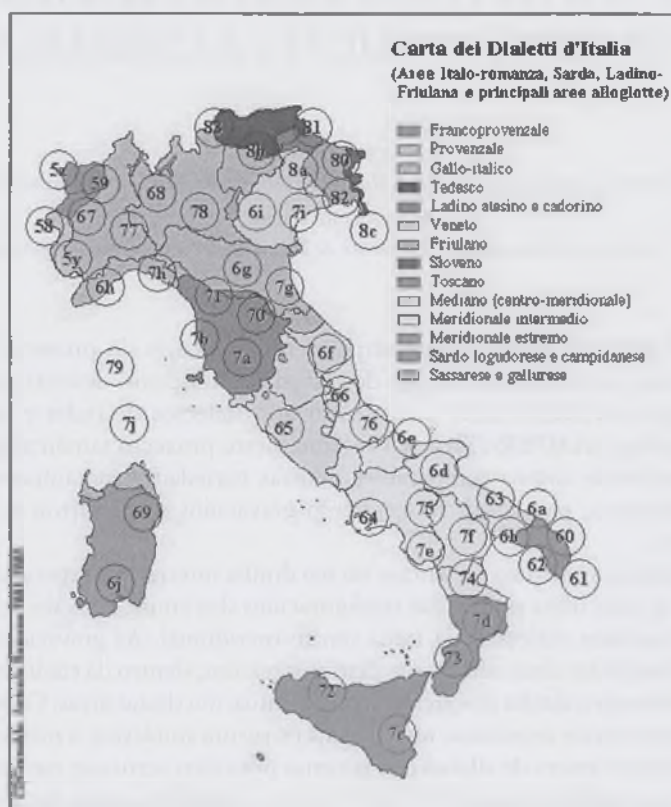 Carta dei Dialetti d'Italia
(Aree Italo-romanza, Sarda, Ladino-
Friulana e principali aree alloglotte)
Francoprovenzale
Provenzale
Gallo-italico
Tedesco
Ladino atesino e cadorino
Veneto
Friulano
Sloveno
Toscano
Mediano (centro-meridionale)
Meridionale intermedio
Meridionale estremo
Sardo logudorese e campidanese
Sassarese e gallurese
83 81
8b 80
5z 59 68 8a 82
58 67 77 78 6i 7i 8c
5y 7h 6g
6h 71 70 7g
7b 7a 6f
79 66
7j 65 76 6e
6d
69 64 75 63 6a
7e 7f 6b 60
6j 74 62 61
7d
73
72
7c